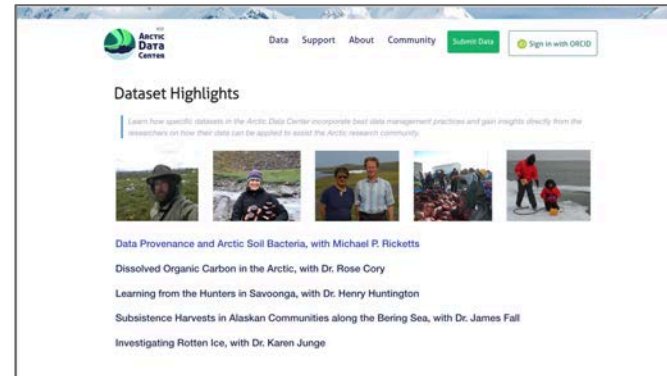 NSF
ARCTIC
DATA
CENTER
Data Support About Community Submit Data Sign in with ORCID
Dataset Highlights
Learn how specific datasets in the Arctic Data Center incorporate best data management practices and gain insights directly from the
researchers on how their data can be applied to assist the Arctic research community.
Data Provenance and Arctic Soil Bacteria, with Michael P. Ricketts
Dissolved Organic Carbon in the Arctic, with Dr. Rose Cory
Learning from the Hunters in Savoonga, with Dr. Henry Huntington
Subsistence Harvests in Alaskan Communities along the Bering Sea, with Dr. James Fall
Investigating Rotten Ice, with Dr. Karen Junge